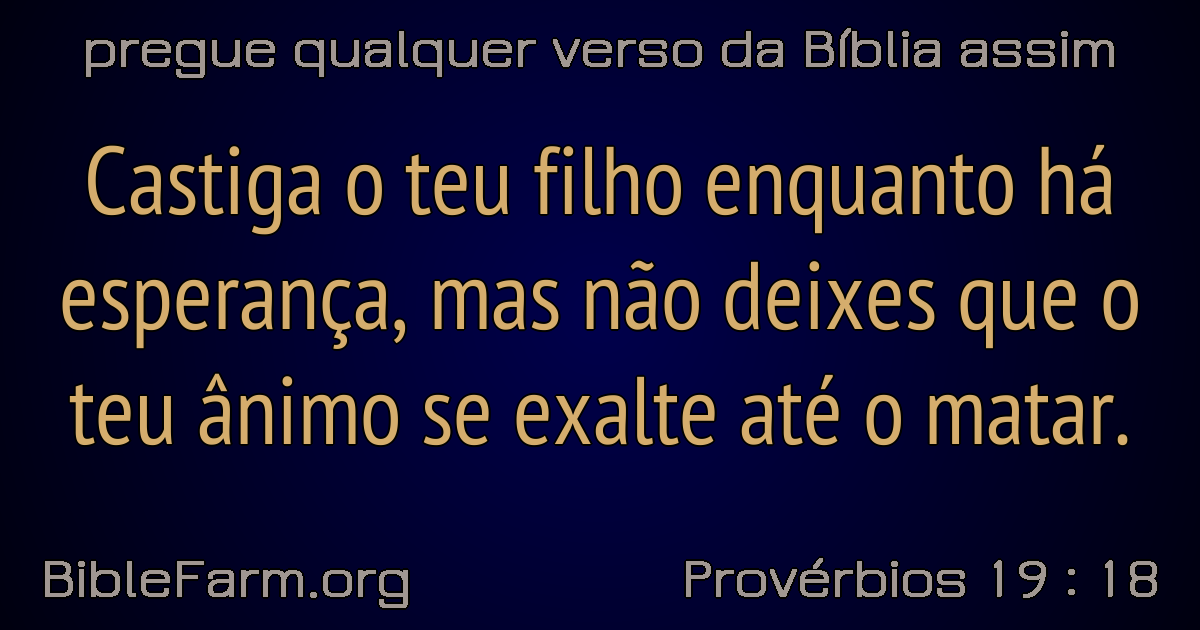 pregue qualquer verso da Bíblia assim
Castiga o teu filho enquanto há
esperança, mas não deixes que o
teu ânimo se exalte até o matar.
BibleFarm.org
Provérbios 19 : 18